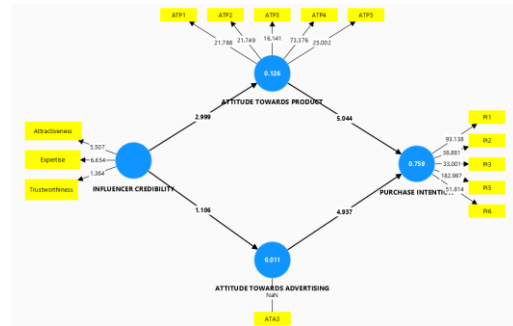 ATP1 ATP2 ATP3 ATP4 ATP5
21.788 21.749 16.141 73.376 25.002
0.126
ATTITUDE TOWARDS PRODUCT
2.999 5.044
Attractiveness
Expertise
Trustworthiness
5.507
6.654
1.364
INFLUENCER CREDIBILITY
PI1
PI2
PI3
PI5
PI6
93.138
38.881
33.001
182.987
51.814
0.759
PURCHASE INTENTION
1.106 4.937
0.011
ATTITUDE TOWARDS ADVERTISING
NaN
ATA3